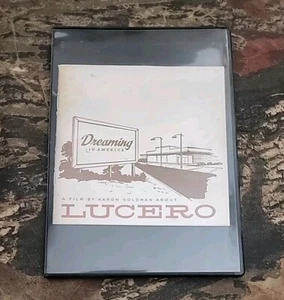 Dreaming
IN AMERICA
A FILM BY AARON GOLDMAN ABOUT
LUCERO